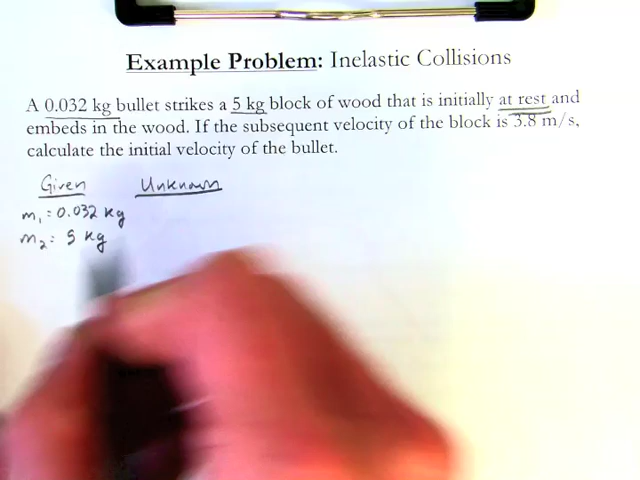 Example Problem: Inelastic Collisions
A 0.032 kg bullet strikes a 5 kg block of wood that is initially at rest and
embeds in the wood. If the subsequent velocity of the block is 3.8 m/s,
calculate the initial velocity of the bullet.
Given Unknown
m₁ = 0.032 kg
m₂ = 5 kg